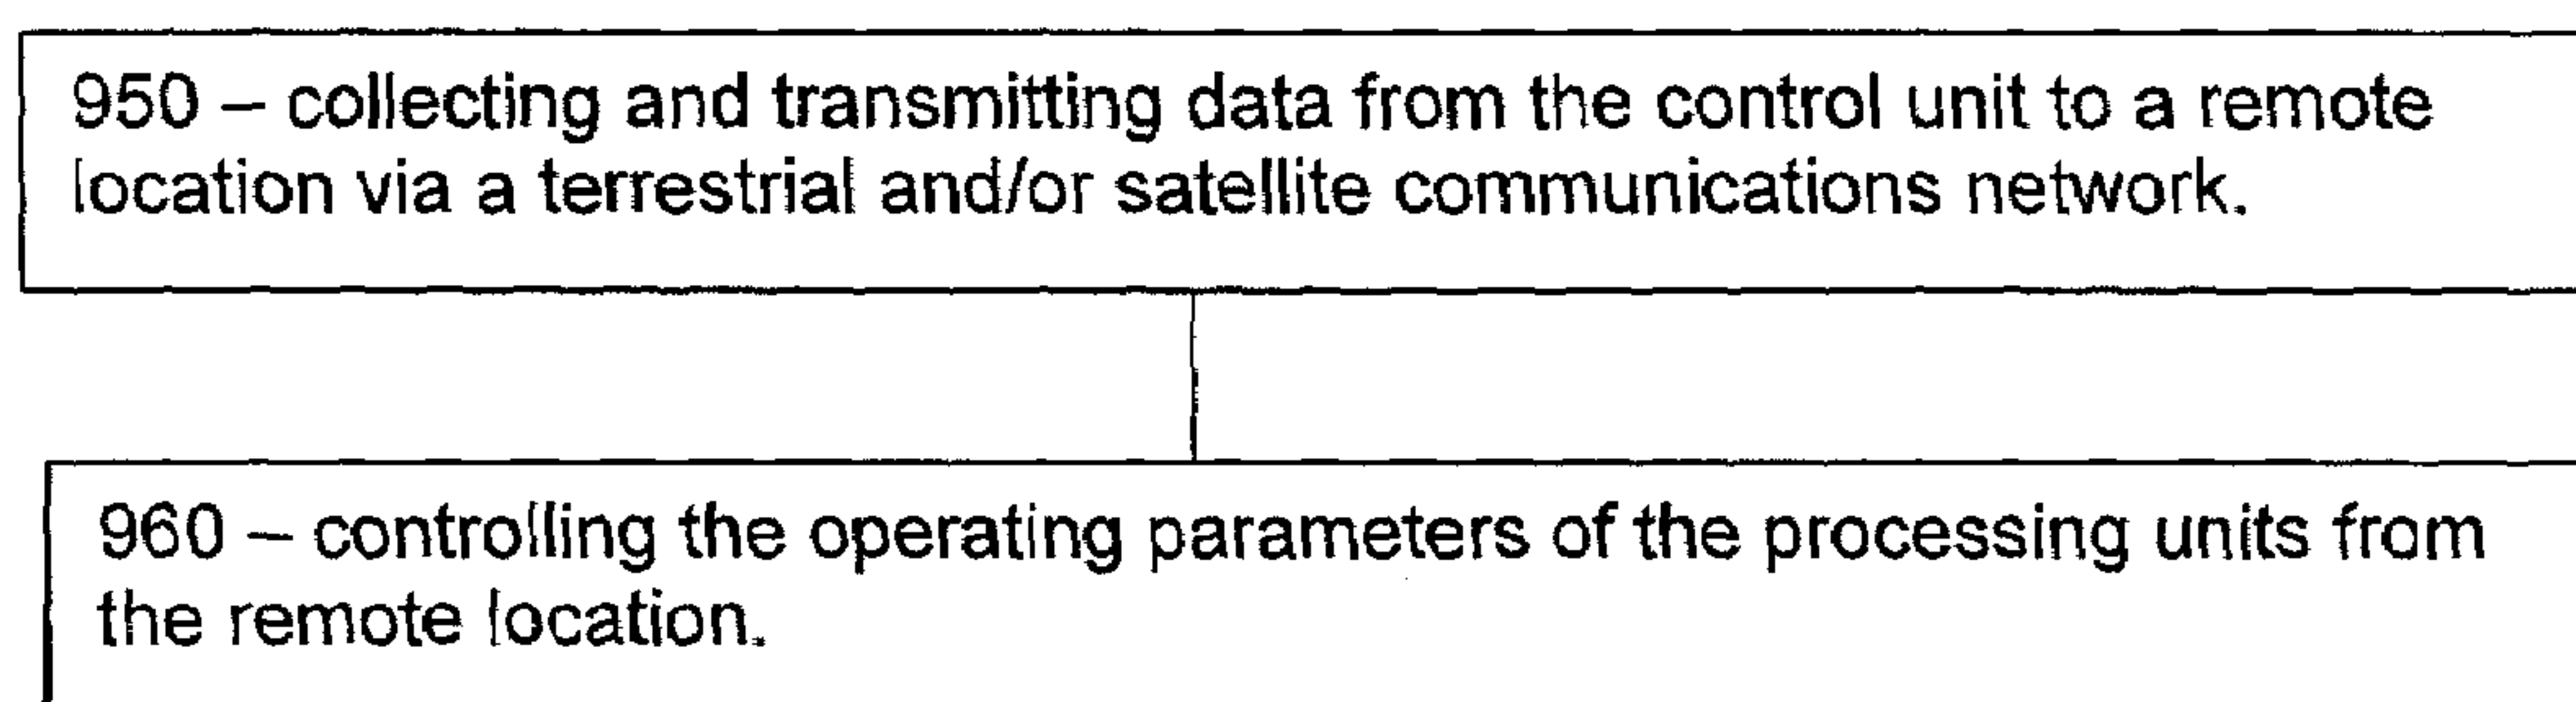 950 – collecting and transmitting data from the control unit to a remote
location via a terrestrial and/or satellite communications network.
960 – controlling the operating parameters of the processing units from
the remote location.